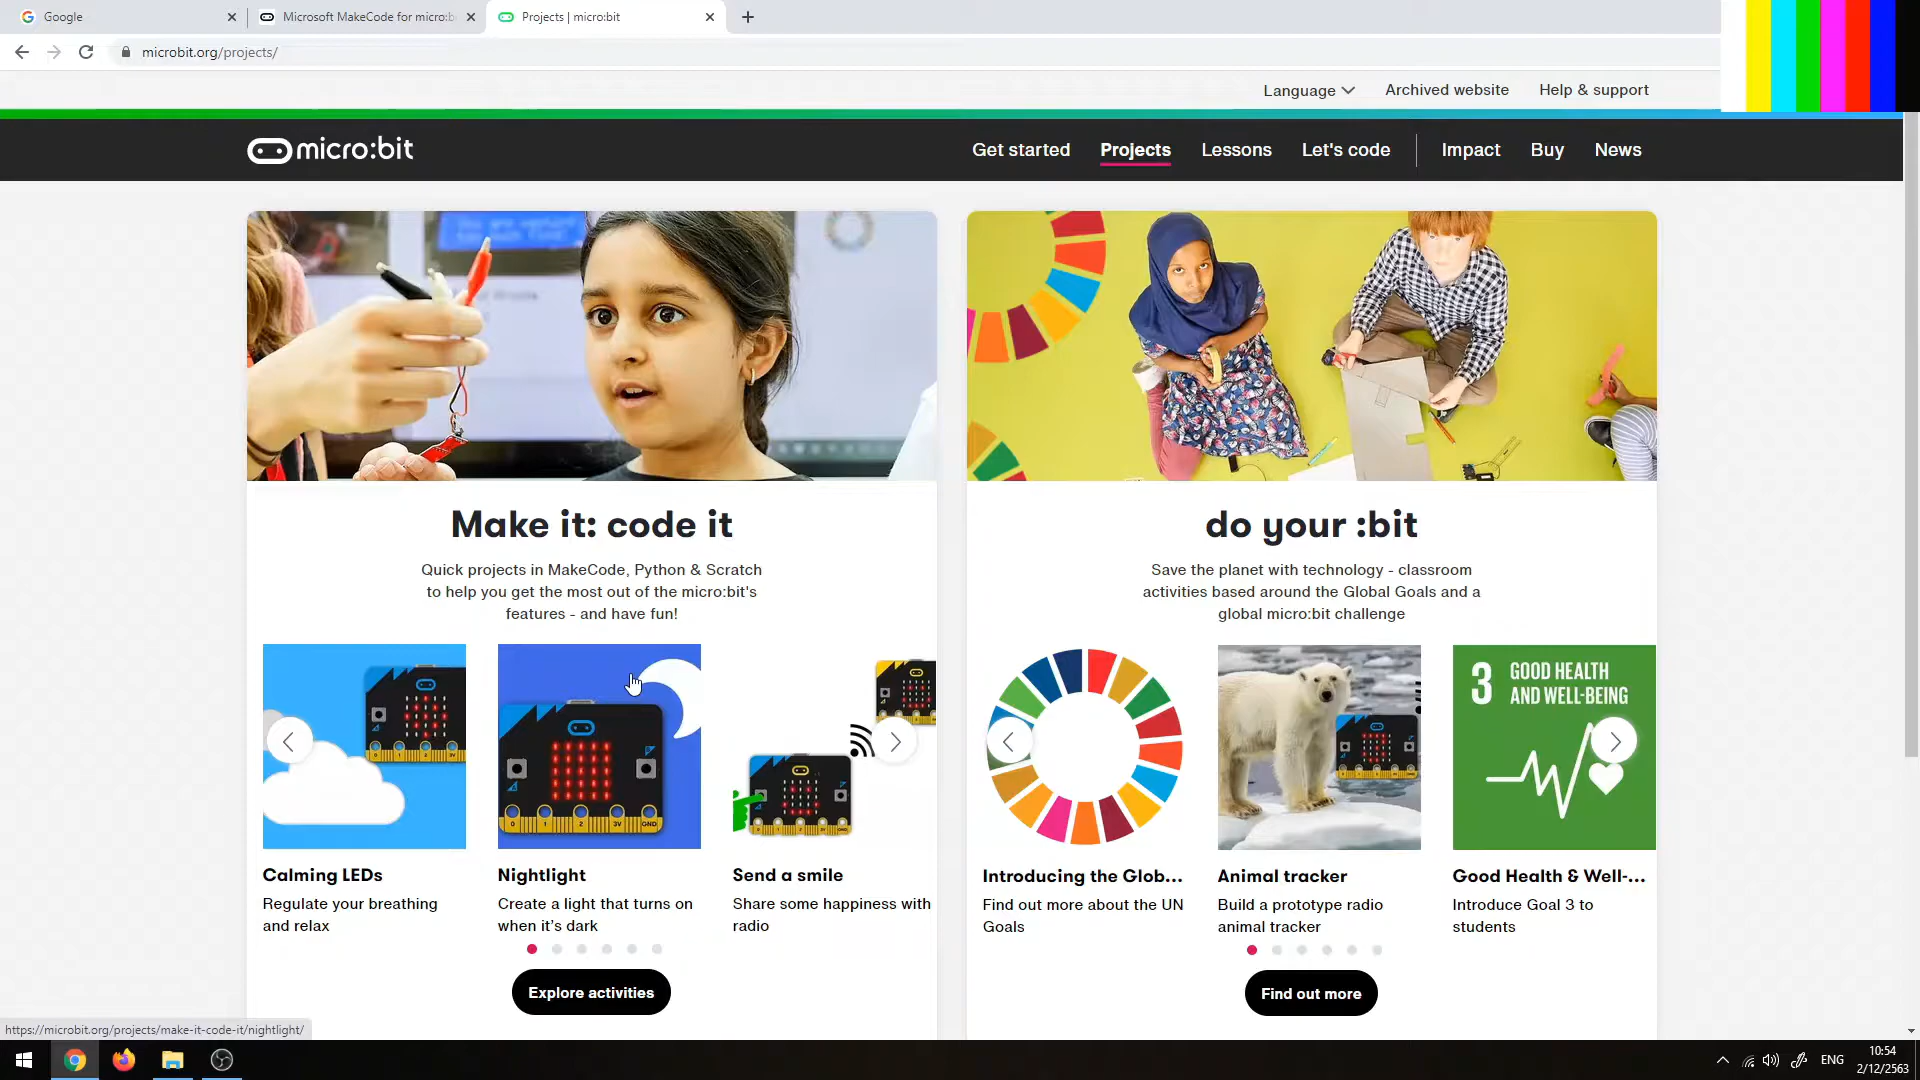 Google
Microsoft MakeCode for micro:b
Projects | micro:bit
microbit.org/projects/
Language
Archived website
Help & support
micro:bit
Get started
Projects
Lessons
Let's code
Impact
Buy
News
Make it: code it
Quick projects in MakeCode, Python & Scratch
to help you get the most out of the micro:bit's
features - and have fun!
0 1 2 3V GND
Calming LEDs
Regulate your breathing
and relax
Nightlight
Create a light that turns on
when it's dark
Send a smile
Share some happiness with
radio
Explore activities
do your :bit
Save the planet with technology - classroom
activities based around the Global Goals and a
global micro:bit challenge
3 GOOD HEALTH
AND WELL-BEING
Introducing the Glob...
Find out more about the UN
Goals
Animal tracker
Build a prototype radio
animal tracker
Good Health & Well-...
Introduce Goal 3 to
students
Find out more
https://microbit.org/projects/make-it-code-it/nightlight/
ENG
10:54
2/12/2563